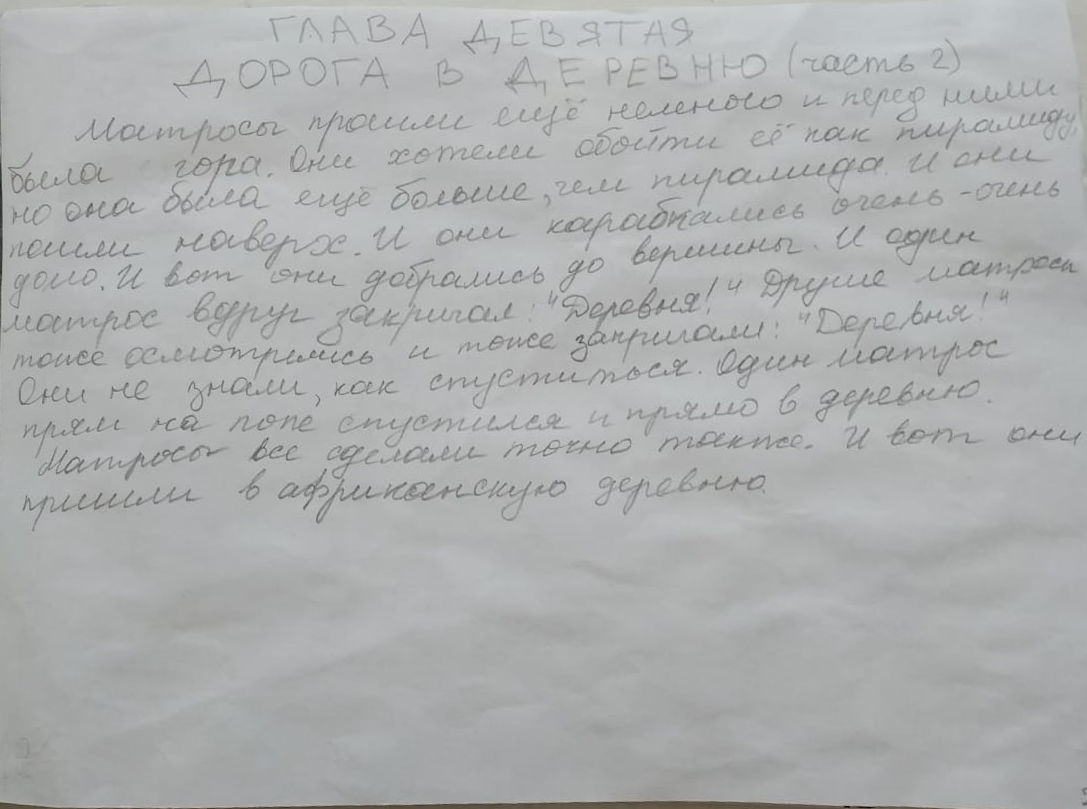 ГЛАВА ДЕВЯТАЯ
ДОРОГА В ДЕРЕВНЮ (часть 2)
Матросы прошли ещё немного и перед ними
была гора. Они хотели обойти её как пирамиду,
но она была ещё больше, чем пирамида. И они
пошли наверх. И они карабкались очень-очень
долго. И вот они добрались до вершины. И один
матрос вдруг закричал: "Деревня!" Другие матросы
тоже осмотрелись и тоже закричали: "Деревня!"
Они не знали, как спуститься. Один матрос
прям на попе спустился и прямо в деревню.
Матросы все сделали точно также. И вот они
пришли в африканскую деревню.